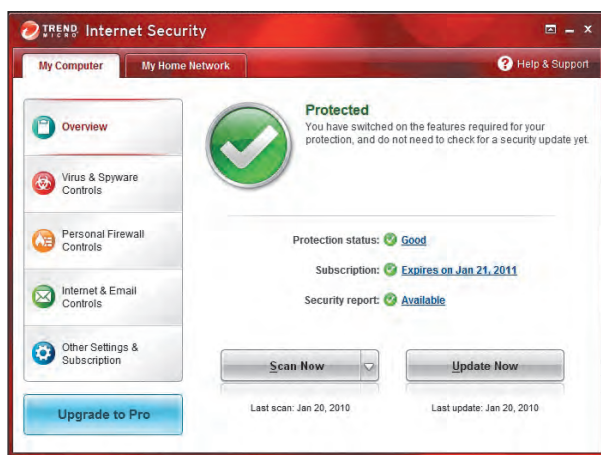 TREND MICRO Internet Security
My Computer
My Home Network
Help & Support
Overview
Virus & Spyware
Controls
Personal Firewall
Controls
Internet & Email
Controls
Other Settings &
Subscription
Upgrade to Pro
Protected
You have switched on the features required for your
protection, and do not need to check for a security update yet.
Protection status: Good
Subscription: Expires on Jan 21, 2011
Security report: Available
Scan Now
Update Now
Last scan: Jan 20, 2010
Last update: Jan 20, 2010